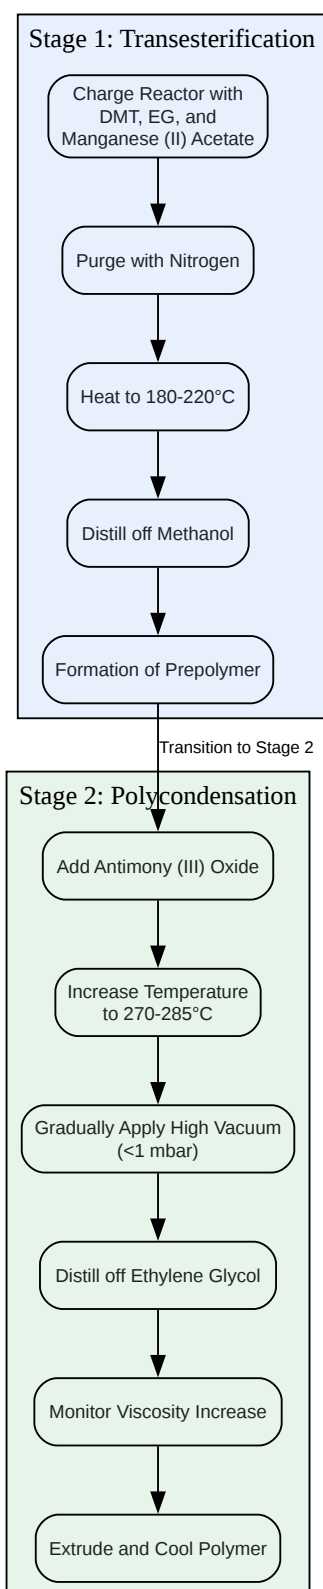 Stage 1: Transesterification
Charge Reactor with
DMT, EG, and
Manganese (II) Acetate
Purge with Nitrogen
Heat to 180-220°C
Distill off Methanol
Formation of Prepolymer
Transition to Stage 2
Stage 2: Polycondensation
Add Antimony (III) Oxide
Increase Temperature
to 270-285°C
Gradually Apply High Vacuum
(<1 mbar)
Distill off Ethylene Glycol
Monitor Viscosity Increase
Extrude and Cool Polymer